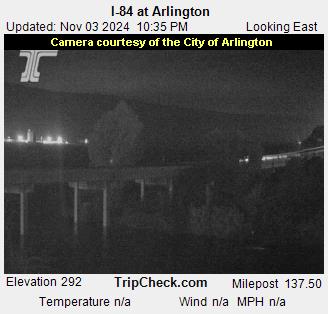 I-84 at Arlington
Updated: Nov 03 2024 10:35 PM Looking East
Camera courtesy of the City of Arlington
Elevation 292 TripCheck.com Milepost 137.50
Temperature n/a Wind n/a MPH n/a